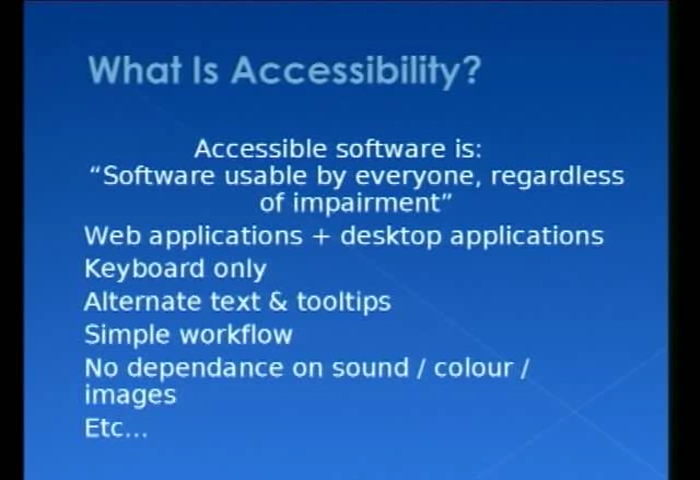 What Is Accessibility?
Accessible software is:
“Software usable by everyone, regardless
of impairment”
Web applications + desktop applications
Keyboard only
Alternate text & tooltips
Simple workflow
No dependance on sound / colour /
images
Etc...